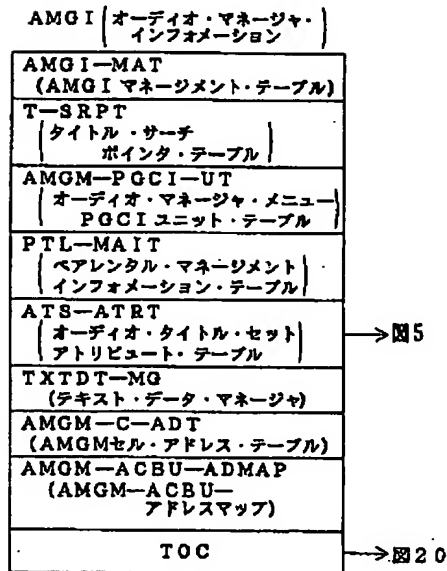 AMGI(オーディオ・マネージャ・
インフォメーション)
AMGI—MAT
(AMGI マネージメント・テーブル)
T—SRPT
(タイトル・サーチ
ポインタ・テーブル)
AMGM—PGCI—UT
(オーディオ・マネージャ・メニュー
PGCI ユニット・テーブル)
PTL—MAIT
(ペアレンタル・マネージメント
インフォメーション・テーブル)
ATS—ATRT
(オーディオ・タイトル・セット
アトリビュート・テーブル)
→図5
TXTDT—MG
(テキスト・データ・マネージャ)
AMGM—C—ADT
(AMGMセル・アドレス・テーブル)
AMGM—ACBU—ADMAP
(AMGM—ACBU—
アドレスマップ)
TOC
→図20